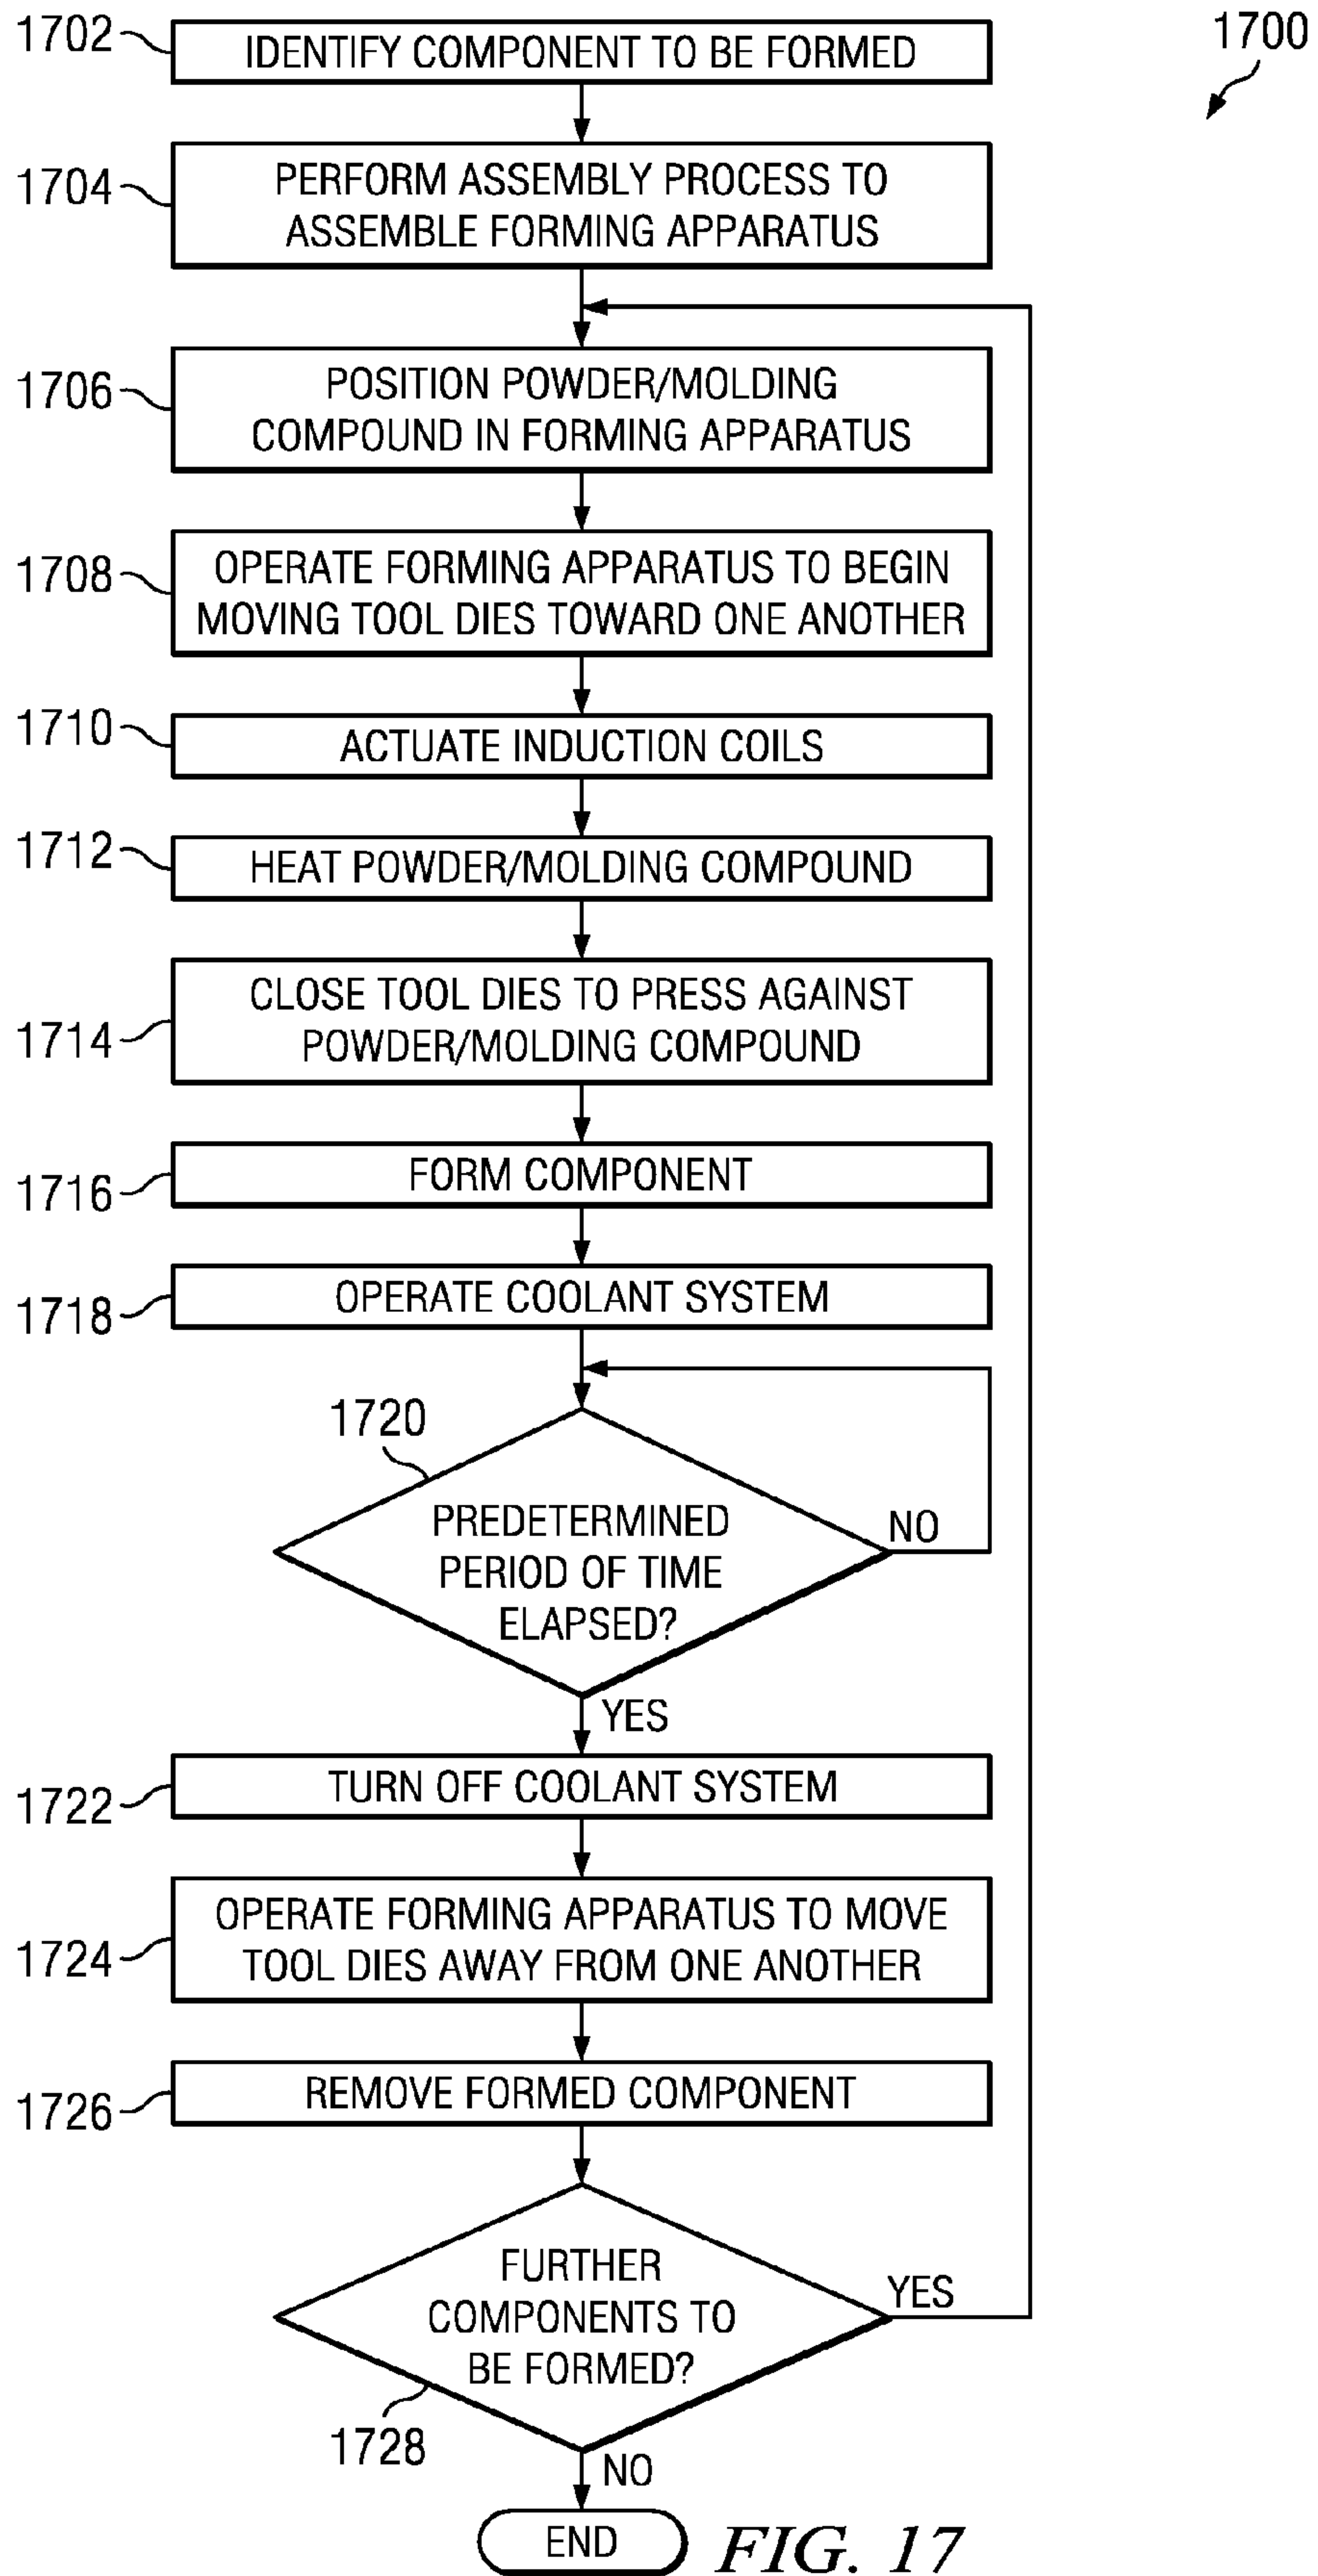 1700
1702
IDENTIFY COMPONENT TO BE FORMED
1704
PERFORM ASSEMBLY PROCESS TO
ASSEMBLE FORMING APPARATUS
1706
POSITION POWDER/MOLDING
COMPOUND IN FORMING APPARATUS
1708
OPERATE FORMING APPARATUS TO BEGIN
MOVING TOOL DIES TOWARD ONE ANOTHER
1710
ACTUATE INDUCTION COILS
1712
HEAT POWDER/MOLDING COMPOUND
1714
CLOSE TOOL DIES TO PRESS AGAINST
POWDER/MOLDING COMPOUND
1716
FORM COMPONENT
1718
OPERATE COOLANT SYSTEM
1720
PREDETERMINED
PERIOD OF TIME
ELAPSED?
NO
YES
1722
TURN OFF COOLANT SYSTEM
1724
OPERATE FORMING APPARATUS TO MOVE
TOOL DIES AWAY FROM ONE ANOTHER
1726
REMOVE FORMED COMPONENT
FURTHER
COMPONENTS TO
BE FORMED?
YES
1728
NO
END
FIG. 17